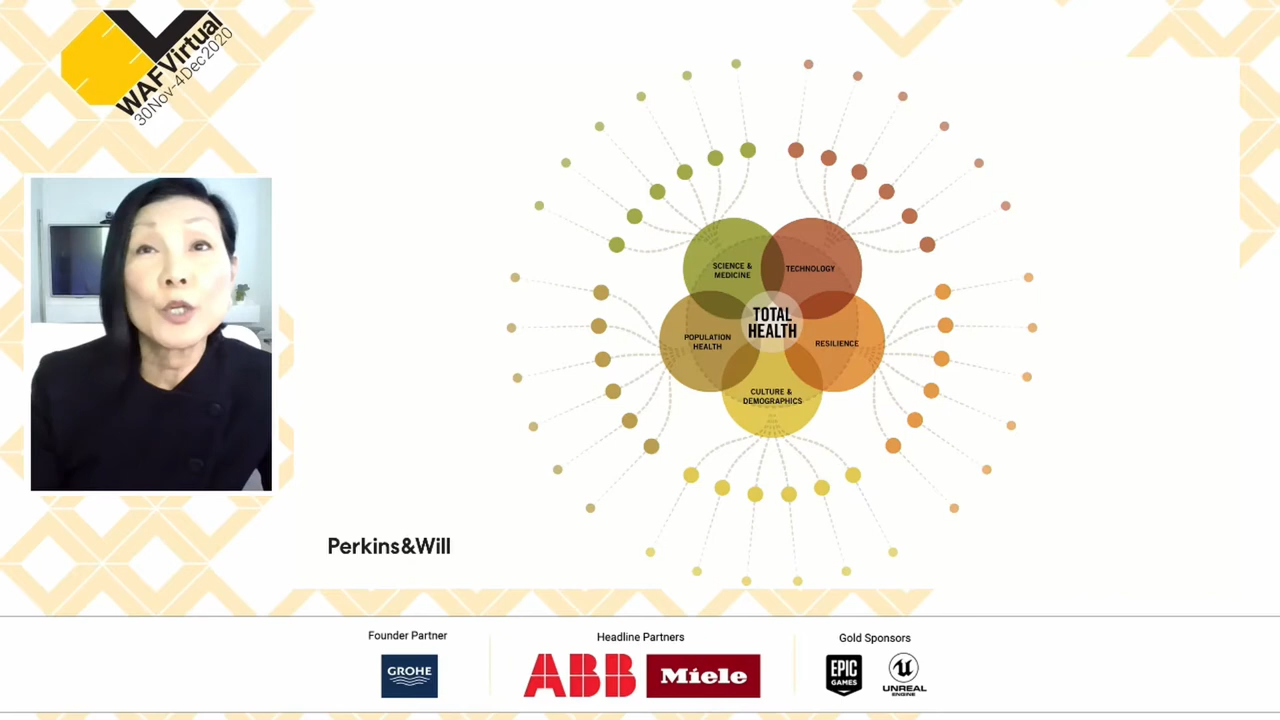 WAFVirtual
30Nov-4Dec2020
SCIENCE &
MEDICINE
TECHNOLOGY
TOTAL
HEALTH
POPULATION
HEALTH
RESILIENCE
CULTURE &
DEMOGRAPHICS
Perkins&Will
Founder Partner
Headline Partners
Gold Sponsors
GROHE
ABB
Miele
EPIC
GAMES
UNREAL
ENGINE